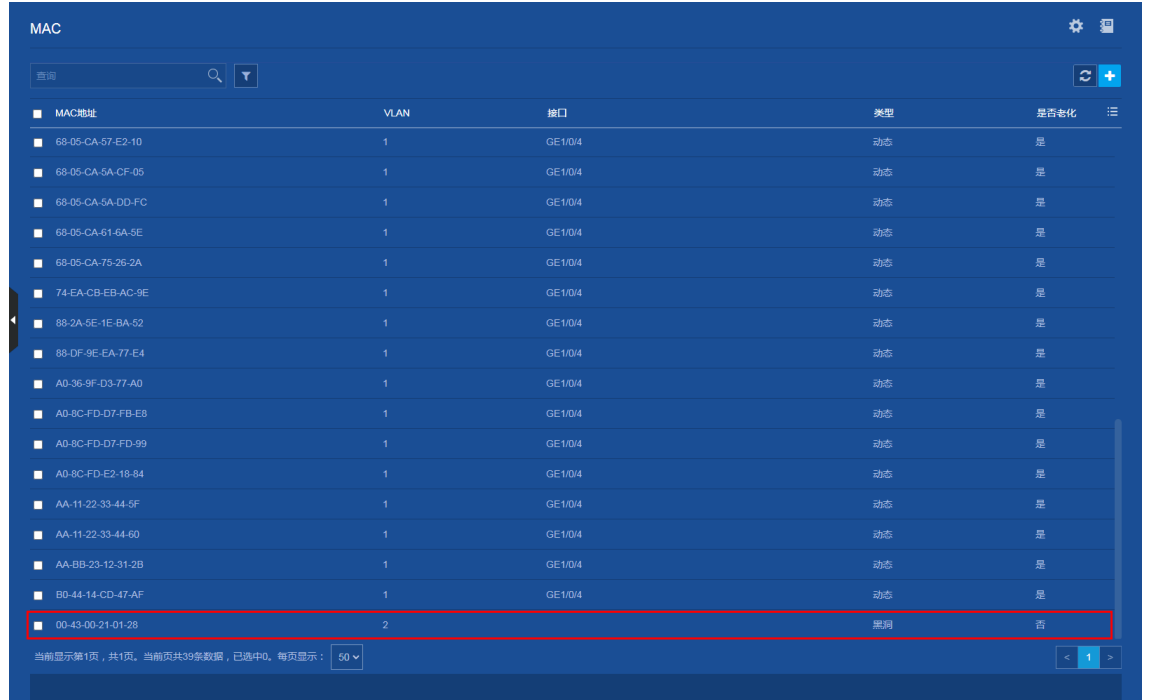 MAC
查询
MAC地址 VLAN 接口 类型 是否老化
68-05-CA-57-E2-10 1 GE1/0/4 动态 是
68-05-CA-5A-CF-05 1 GE1/0/4 动态 是
68-05-CA-5A-DD-FC 1 GE1/0/4 动态 是
68-05-CA-61-6A-5E 1 GE1/0/4 动态 是
68-05-CA-75-26-2A 1 GE1/0/4 动态 是
74-EA-CB-EB-AC-9E 1 GE1/0/4 动态 是
88-2A-5E-1E-BA-52 1 GE1/0/4 动态 是
88-DF-9E-EA-77-E4 1 GE1/0/4 动态 是
A0-36-9F-D3-77-A0 1 GE1/0/4 动态 是
A0-8C-FD-D7-FB-E8 1 GE1/0/4 动态 是
A0-8C-FD-D7-FD-99 1 GE1/0/4 动态 是
A0-8C-FD-E2-18-84 1 GE1/0/4 动态 是
AA-11-22-33-44-5F 1 GE1/0/4 动态 是
AA-11-22-33-44-60 1 GE1/0/4 动态 是
AA-BB-23-12-31-2B 1 GE1/0/4 动态 是
B0-44-14-CD-47-AF 1 GE1/0/4 动态 是
00-43-00-21-01-28 2 黑洞 否
当前显示第1页，共1页。当前页共39条数据，已选中0。每页显示： 50 < 1 >